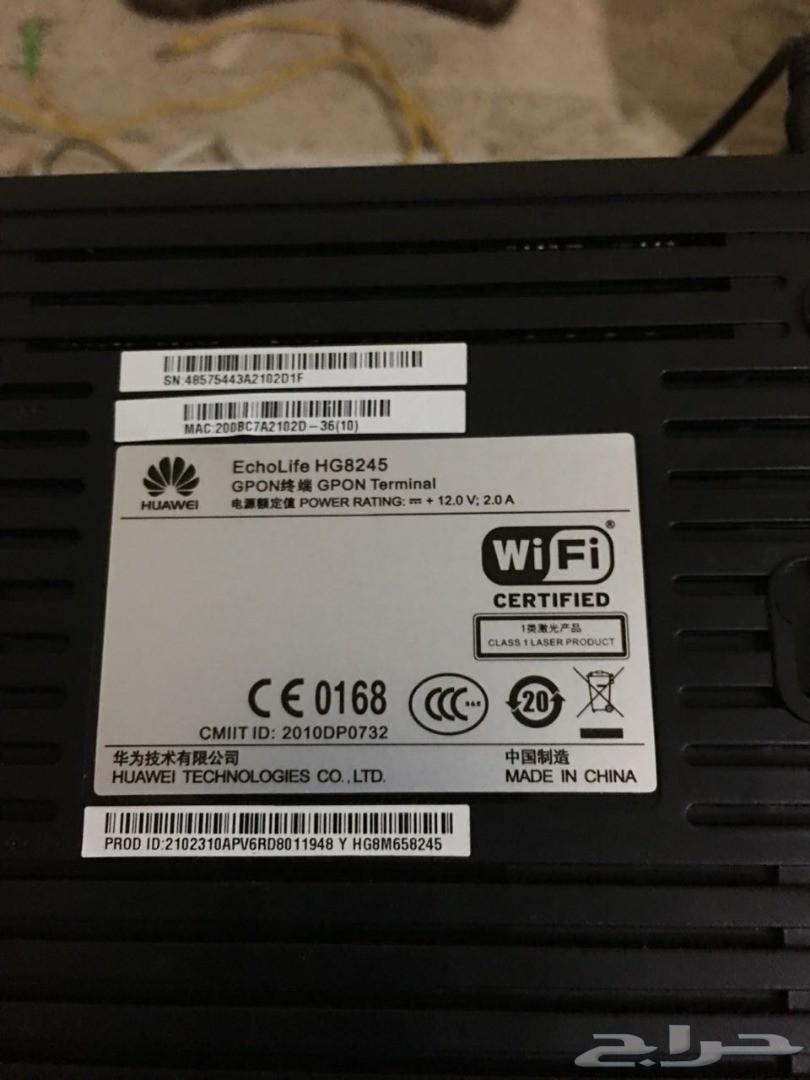 SN:48575443A2102D1F
MAC:200BC7A2102D-36(10)
HUAWEI
EchoLife HG8245
GPON终端 GPON Terminal
电源额定值 POWER RATING: ⎓ + 12.0 V; 2.0 A
WiFi®
CERTIFIED
1类激光产品
CLASS 1 LASER PRODUCT
CE 0168
CCC S&E
20
CMIIT ID: 2010DP0732
华为技术有限公司
HUAWEI TECHNOLOGIES CO.,LTD.
中国制造
MADE IN CHINA
PROD ID:2102310APV6RD8011948 Y HG8M658245
حراج